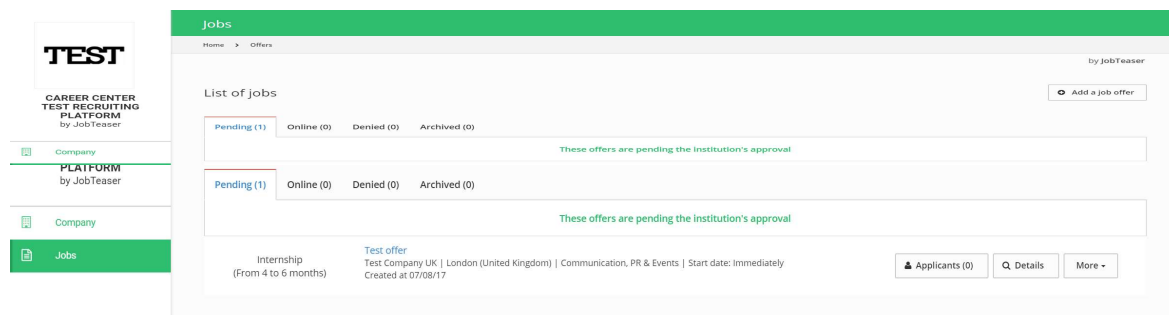 TEST
CAREER CENTER
TEST RECRUITING
PLATFORM
by JobTeaser
Company
PLATFORM
by JobTeaser
Company
Jobs
Jobs
Home > Offers
by JobTeaser
List of jobs
Add a job offer
Pending (1) Online (0) Denied (0) Archived (0)
These offers are pending the institution's approval
Pending (1) Online (0) Denied (0) Archived (0)
These offers are pending the institution's approval
Internship
(From 4 to 6 months)
Test offer
Test Company UK | London (United Kingdom) | Communication, PR & Events | Start date: Immediately
Created at 07/08/17
Applicants (0) Details More